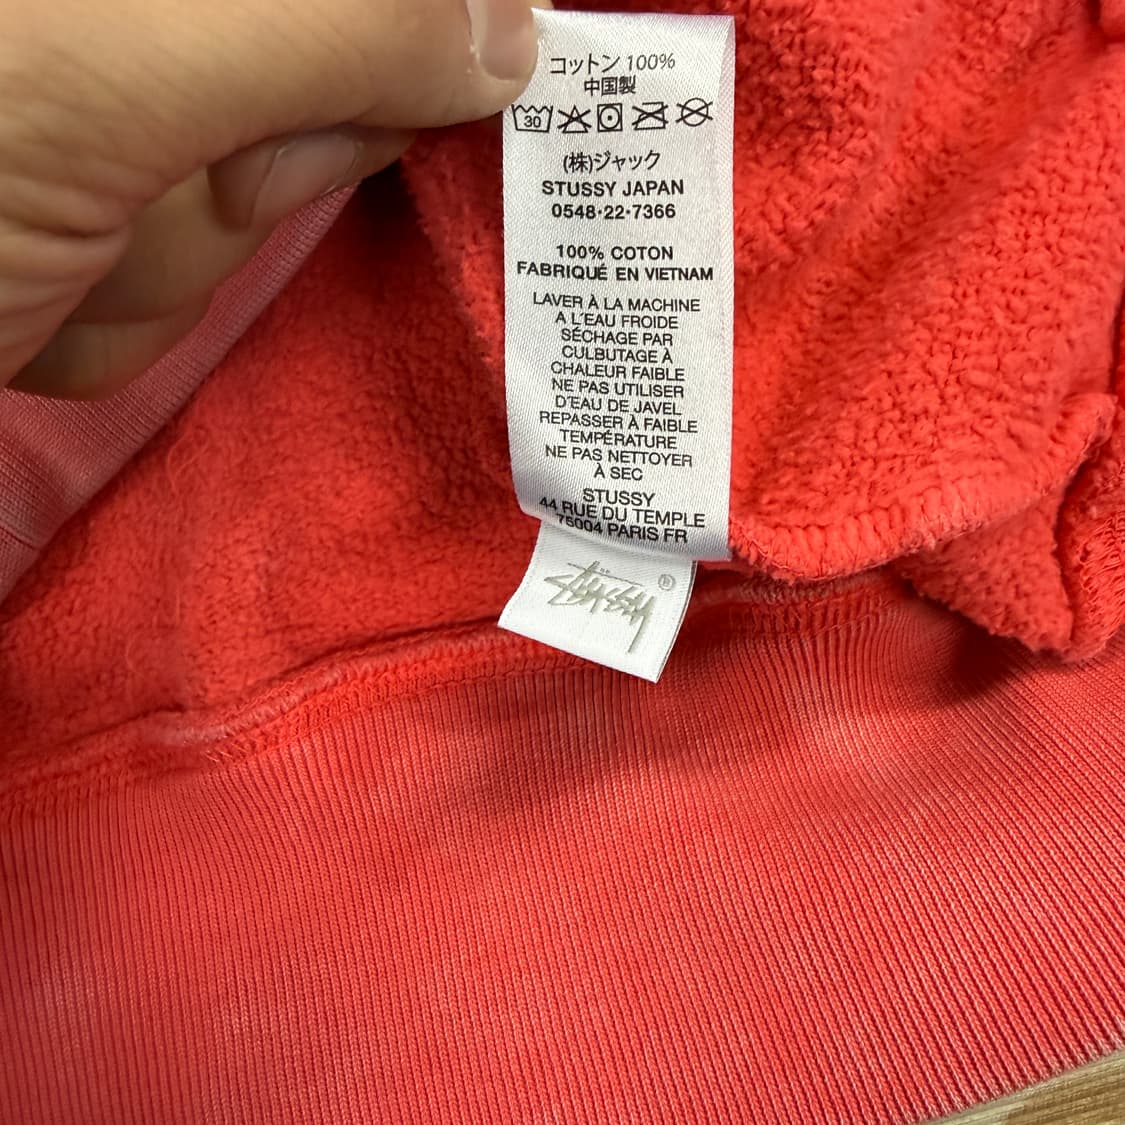 コットン 100%
中国製
30
(株)ジャック
STUSSY JAPAN
0548·22·7366
100% COTON
FABRIQUÉ EN VIETNAM
LAVER À LA MACHINE
A L'EAU FROIDE
SÉCHAGE PAR
CULBUTAGE À
CHALEUR FAIBLE
NE PAS UTILISER
D'EAU DE JAVEL
REPASSER À FAIBLE
TEMPÉRATURE
NE PAS NETTOYER
À SEC
STUSSY
44 RUE DU TEMPLE
75004 PARIS FR
STÜSSY ®